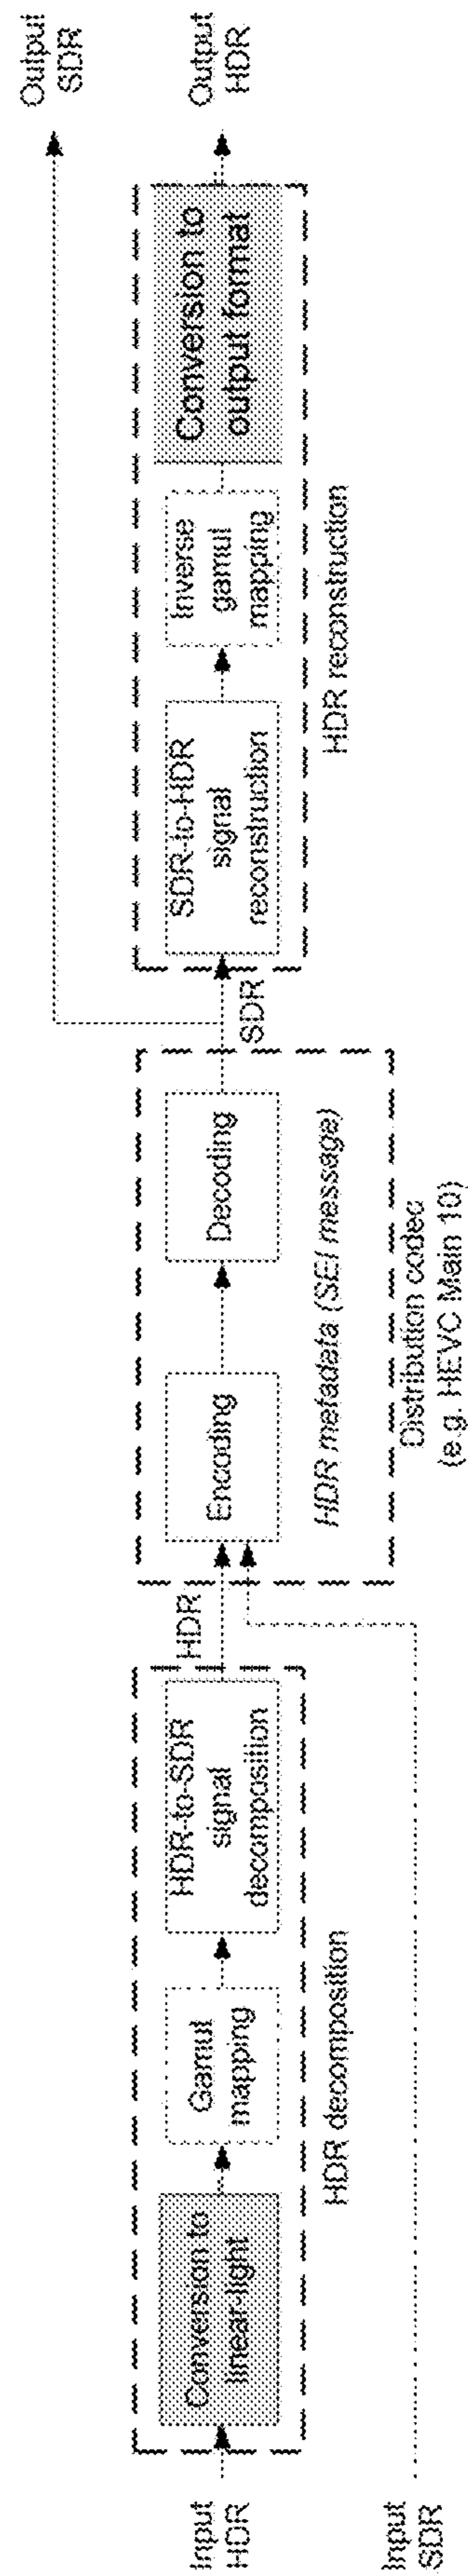 Input
HDR
Input
SDR
Conversion to
linear-light
Gamut
mapping
HDR-to-SDR
signal
decomposition
HDR decomposition
HDR
Encoding
Decoding
HDR metadata (SEI message)
Distribution codec
(e.g. HEVC Main 10)
SDR
SDR-to-HDR
signal
reconstruction
Inverse
gamut
mapping
Conversion to
output format
HDR reconstruction
Output
SDR
Output
HDR